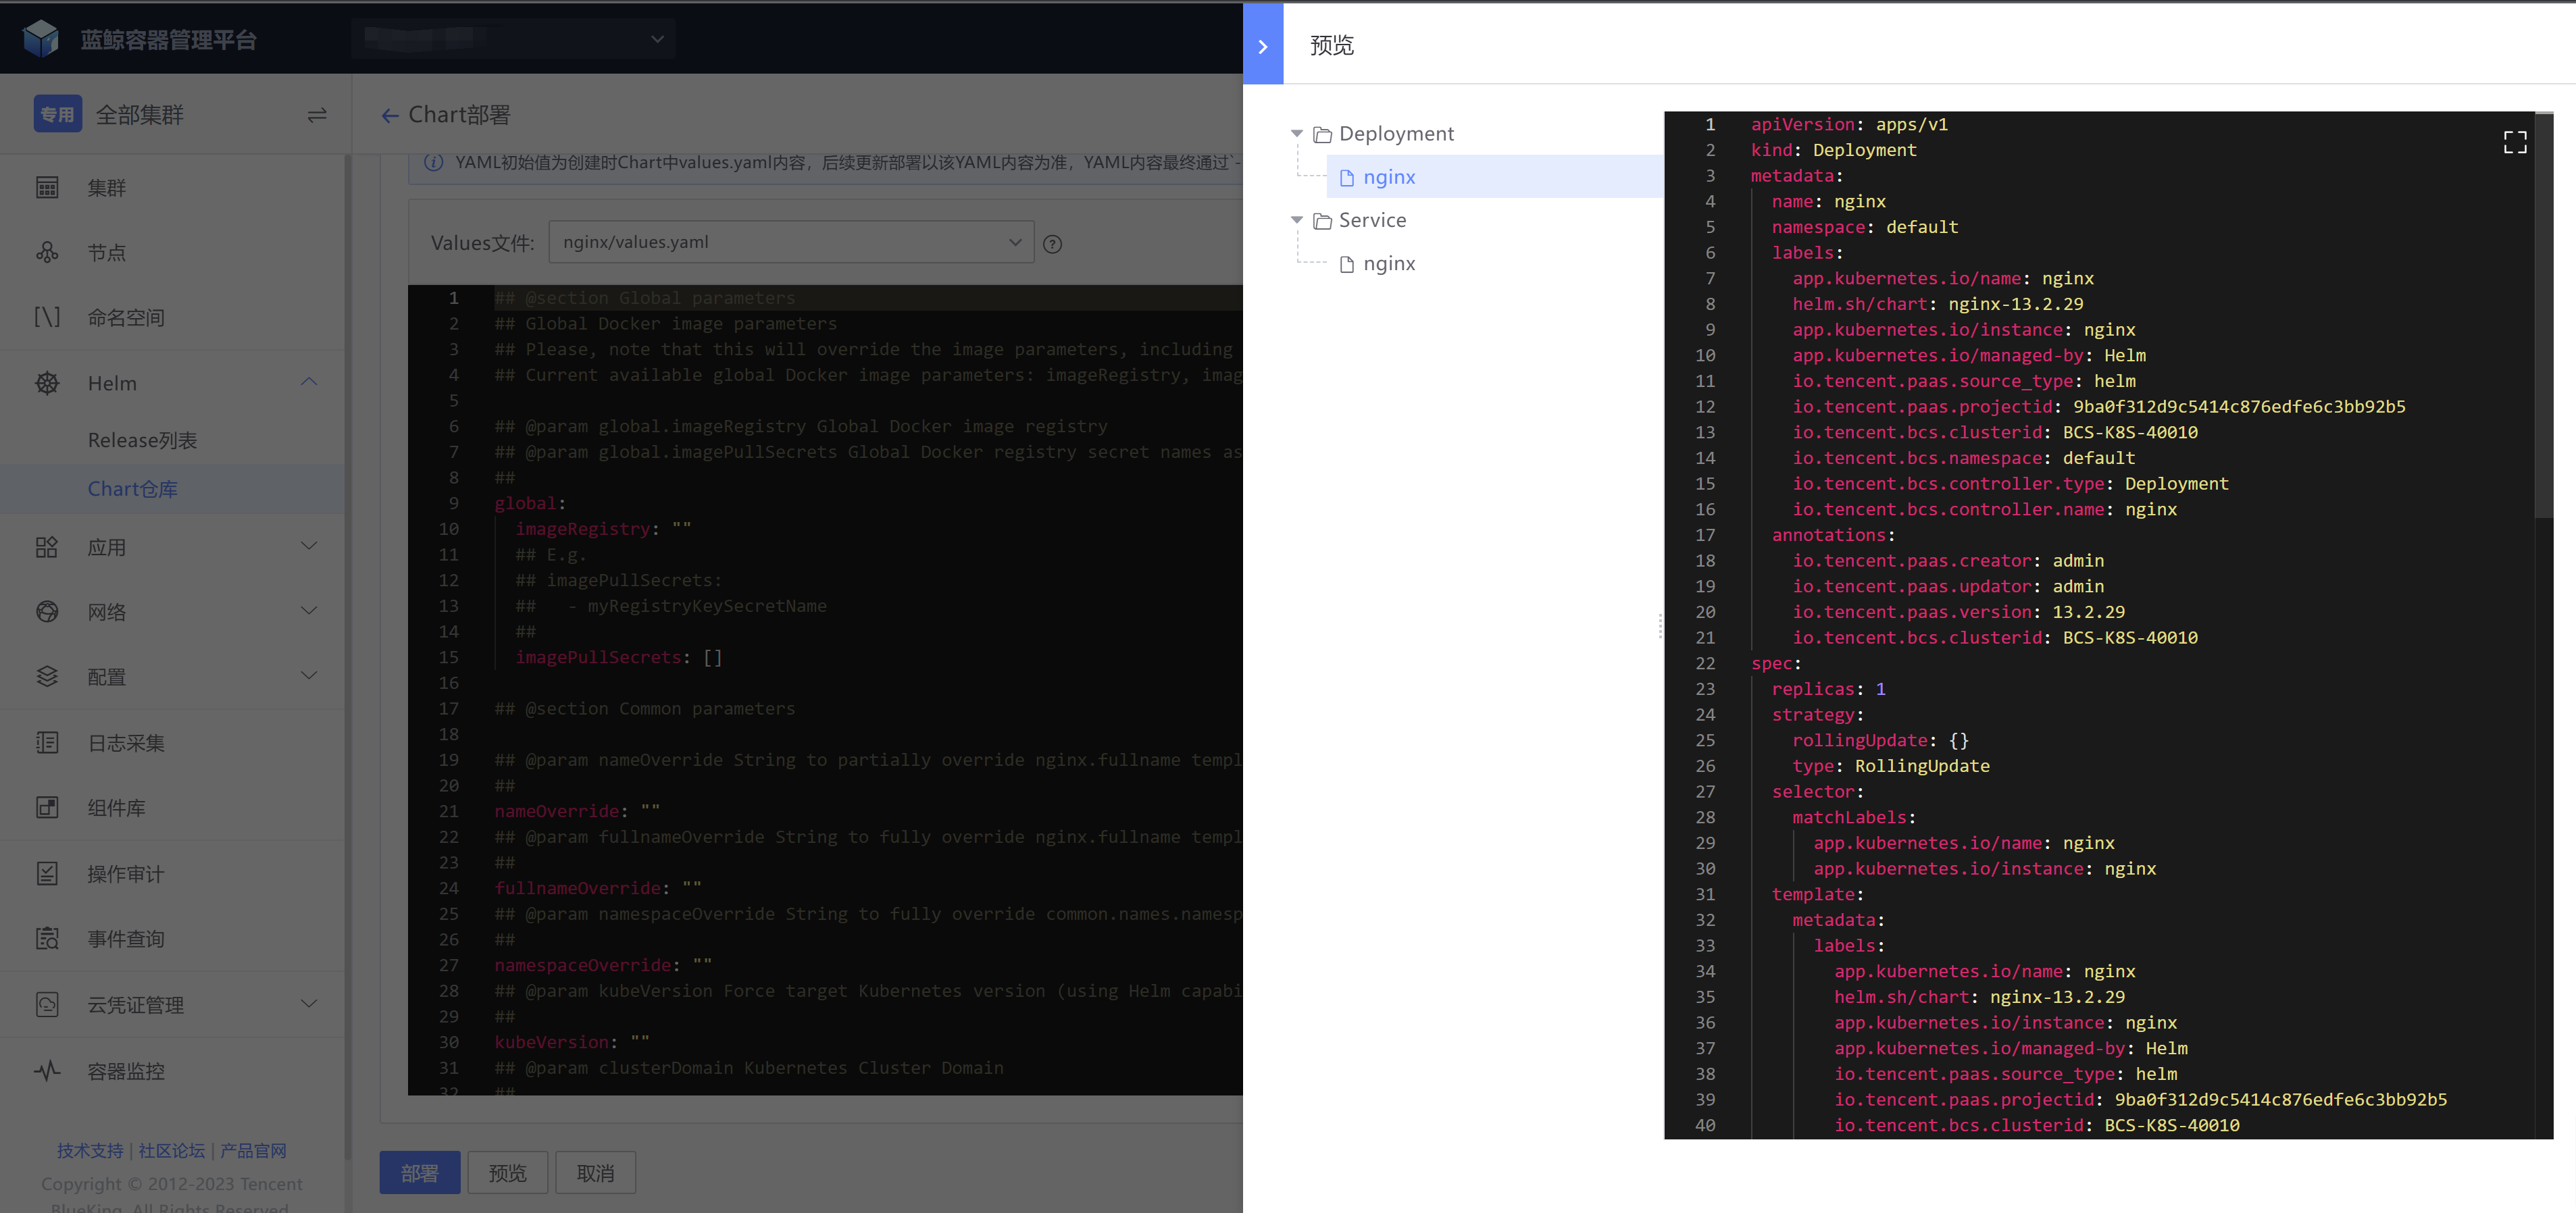 蓝鲸容器管理平台
专用 全部集群
集群
节点
命名空间
Helm
Release列表
Chart仓库
应用
网络
配置
日志采集
组件库
操作审计
事件查询
云凭证管理
容器监控
技术支持 | 社区论坛 | 产品官网
Copyright © 2012-2023 Tencent
BlueKing. All Rights Reserved
Chart部署
YAML初始值为创建时Chart中values.yaml内容，后续更新部署以该YAML内容为准，YAML内容最终通过`-
Values文件: nginx/values.yaml
1 ## @section Global parameters
2 ## Global Docker image parameters
3 ## Please, note that this will override the image parameters, including
4 ## Current available global Docker image parameters: imageRegistry, imag
5
6 ## @param global.imageRegistry Global Docker image registry
7 ## @param global.imagePullSecrets Global Docker registry secret names as
8 ##
9 global:
10 imageRegistry: ""
11 ## E.g.
12 ## imagePullSecrets:
13 ##   - myRegistryKeySecretName
14 ##
15 imagePullSecrets: []
16
17 ## @section Common parameters
18
19 ## @param nameOverride String to partially override nginx.fullname templ
20 ##
21 nameOverride: ""
22 ## @param fullnameOverride String to fully override nginx.fullname templ
23 ##
24 fullnameOverride: ""
25 ## @param namespaceOverride String to fully override common.names.namesp
26 ##
27 namespaceOverride: ""
28 ## @param kubeVersion Force target Kubernetes version (using Helm capabi
29 ##
30 kubeVersion: ""
31 ## @param clusterDomain Kubernetes Cluster Domain
32 ##
部署 预览 取消
预览
Deployment
nginx
Service
nginx
1 apiVersion: apps/v1
2 kind: Deployment
3 metadata:
4 name: nginx
5 namespace: default
6 labels:
7 app.kubernetes.io/name: nginx
8 helm.sh/chart: nginx-13.2.29
9 app.kubernetes.io/instance: nginx
10 app.kubernetes.io/managed-by: Helm
11 io.tencent.paas.source_type: helm
12 io.tencent.paas.projectid: 9ba0f312d9c5414c876edfe6c3bb92b5
13 io.tencent.bcs.clusterid: BCS-K8S-40010
14 io.tencent.bcs.namespace: default
15 io.tencent.bcs.controller.type: Deployment
16 io.tencent.bcs.controller.name: nginx
17 annotations:
18 io.tencent.paas.creator: admin
19 io.tencent.paas.updator: admin
20 io.tencent.paas.version: 13.2.29
21 io.tencent.bcs.clusterid: BCS-K8S-40010
22 spec:
23 replicas: 1
24 strategy:
25 rollingUpdate: {}
26 type: RollingUpdate
27 selector:
28 matchLabels:
29 app.kubernetes.io/name: nginx
30 app.kubernetes.io/instance: nginx
31 template:
32 metadata:
33 labels:
34 app.kubernetes.io/name: nginx
35 helm.sh/chart: nginx-13.2.29
36 app.kubernetes.io/instance: nginx
37 app.kubernetes.io/managed-by: Helm
38 io.tencent.paas.source_type: helm
39 io.tencent.paas.projectid: 9ba0f312d9c5414c876edfe6c3bb92b5
40 io.tencent.bcs.clusterid: BCS-K8S-40010